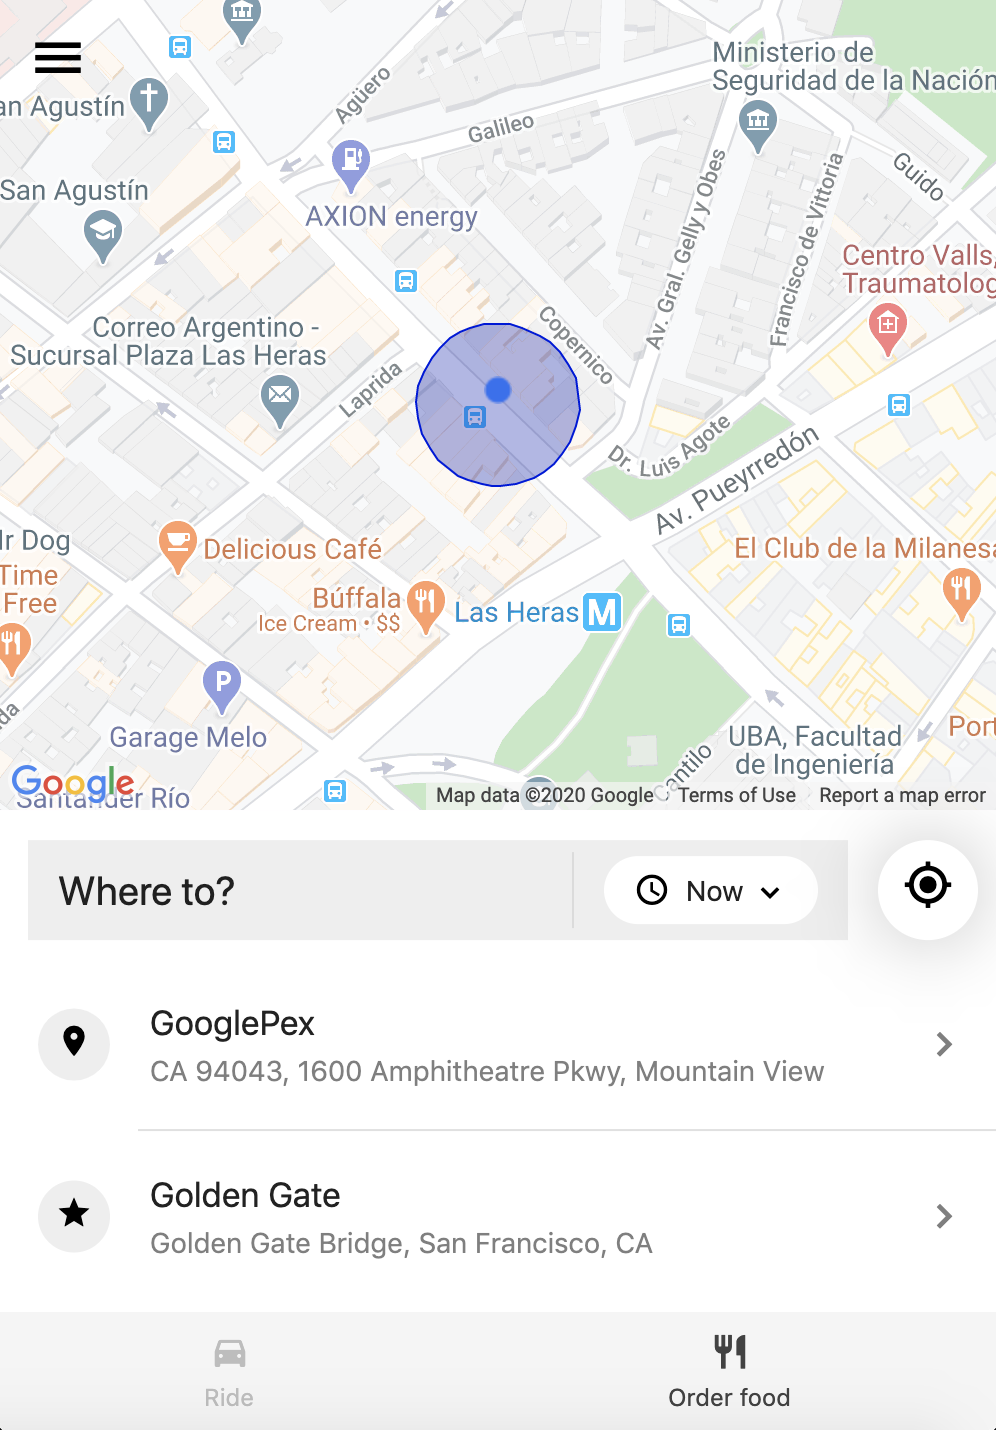 Ministerio de
Seguridad de la Nación
Agüero
Galileo
an Agustín
San Agustín
AXION energy
Guido
Av. Gral. Gelly y Obes
Francisco de Vittoria
Centro Valls,
Traumatolog
Correo Argentino -
Sucursal Plaza Las Heras
Copernico
Laprida
Dr. Luis Agote
Av. Pueyrredón
Ir Dog
Time
Free
Delicious Café
El Club de la Milanesa
Búffala
Ice Cream • $$
Las Heras M
da
P
Garage Melo
UBA, Facultad
de Ingeniería
Port
Cantilo
Google
Santander Río
Map data ©2020 Google
Terms of Use
Report a map error
Where to?
Now
GooglePex
CA 94043, 1600 Amphitheatre Pkwy, Mountain View
Golden Gate
Golden Gate Bridge, San Francisco, CA
Ride
Order food